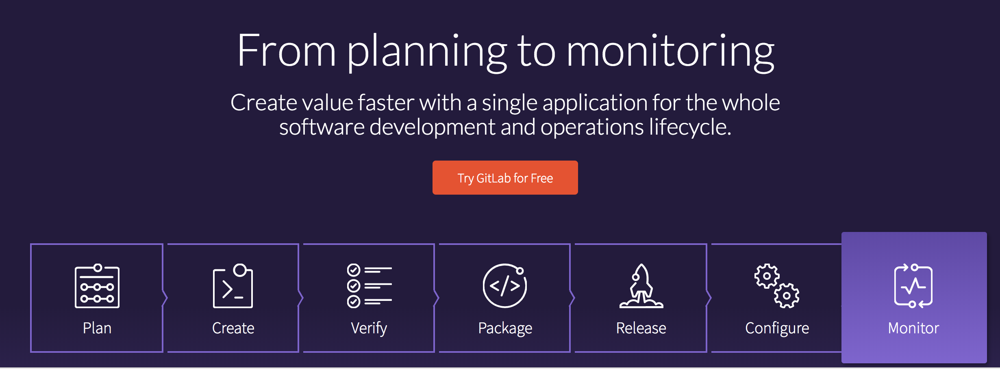 From planning to monitoring
Create value faster with a single application for the whole
software development and operations lifecycle.
Try GitLab for Free
Plan
Create
Verify
Package
Release
Configure
Monitor